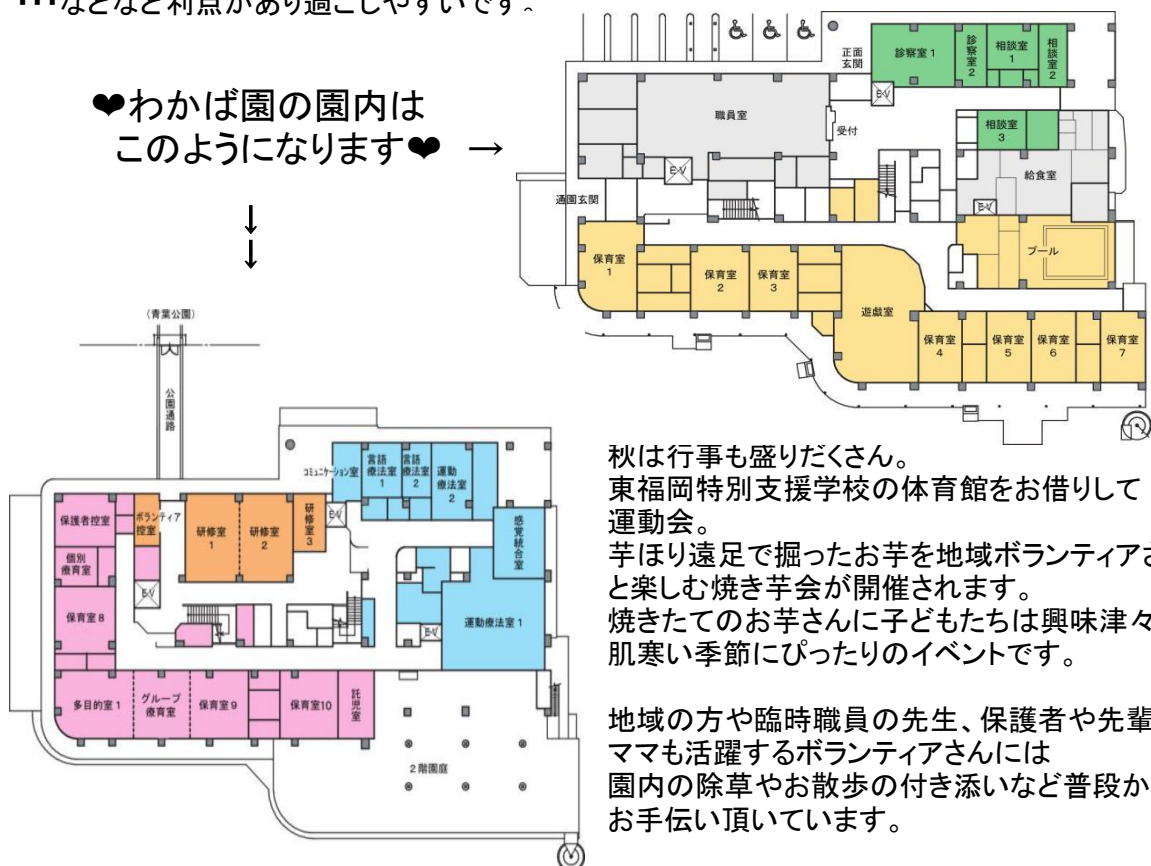 …などなど利点があり過ごしやすいです。
❤わかば園の園内は
このようになります❤ →
↓
↓
正面
玄関
診察室1
診察室2
相談室
1
相談室2
E・V
職員室
受付
相談室
3
E・V
給食室
通園玄関
E・V
プール
保育室
1
保育室
2
保育室
3
遊戯室
保育室
4
保育室
5
保育室
6
保育室
7
(青葉公園)
公園通路
コミュニケーション室
言語
療法室
1
言語
療法室
2
運動
療法室
2
保護者控室
ボランティア
控室
研修室
1
研修室
2
研修室3
E・V
感覚統合室
個別
療育室
E・V
保育室8
E・V
運動療法室1
多目的室1
グループ
療育室
保育室9
保育室10
託児室
2階園庭
秋は行事も盛りだくさん。
東福岡特別支援学校の体育館をお借りして
運動会。
芋ほり遠足で掘ったお芋を地域ボランティアさ
と楽しむ焼き芋会が開催されます。
焼きたてのお芋さんに子どもたちは興味津々
肌寒い季節にぴったりのイベントです。
地域の方や臨時職員の先生、保護者や先輩
ママも活躍するボランティアさんには
園内の除草やお散歩の付き添いなど普段か
お手伝い頂いています。